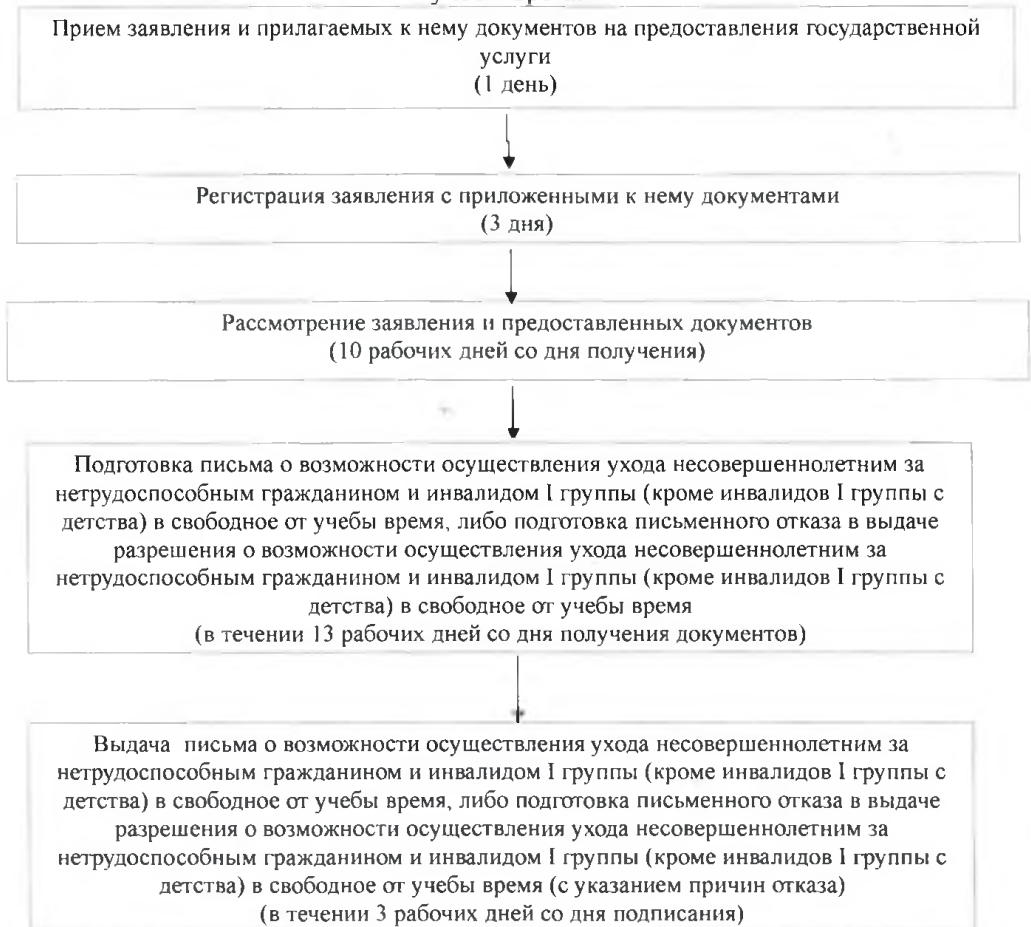 Прием заявления и прилагаемых к нему документов на предоставления государственной
услуги
(1 день)
Регистрация заявления с приложенными к нему документами
(3 дня)
Рассмотрение заявления и предоставленных документов
(10 рабочих дней со дня получения)
Подготовка письма о возможности осуществления ухода несовершеннолетним за
нетрудоспособным гражданином и инвалидом I группы (кроме инвалидов I группы с
детства) в свободное от учебы время, либо подготовка письменного отказа в выдаче
разрешения о возможности осуществления ухода несовершеннолетним за
нетрудоспособным гражданином и инвалидом I группы (кроме инвалидов I группы с
детства) в свободное от учебы время
(в течении 13 рабочих дней со дня получения документов)
Выдача письма о возможности осуществления ухода несовершеннолетним за
нетрудоспособным гражданином и инвалидом I группы (кроме инвалидов I группы с
детства) в свободное от учебы время, либо подготовка письменного отказа в выдаче
разрешения о возможности осуществления ухода несовершеннолетним за
нетрудоспособным гражданином и инвалидом I группы (кроме инвалидов I группы с
детства) в свободное от учебы время (с указанием причин отказа)
(в течении 3 рабочих дней со дня подписания)